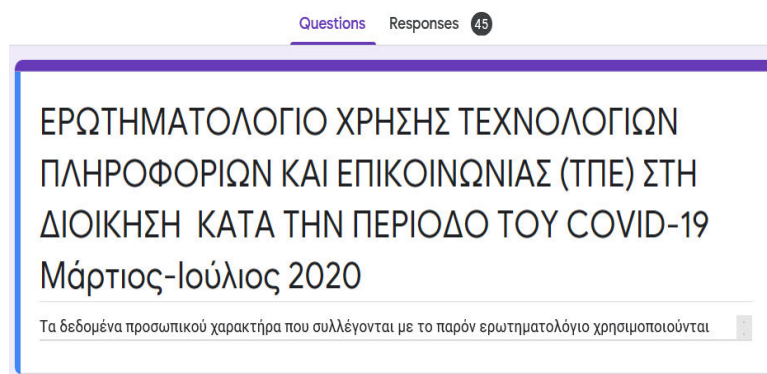 Questions Responses 45
ΕΡΩΤΗΜΑΤΟΛΟΓΙΟ ΧΡΗΣΗΣ ΤΕΧΝΟΛΟΓΙΩΝ
ΠΛΗΡΟΦΟΡΙΩΝ ΚΑΙ ΕΠΙΚΟΙΝΩΝΙΑΣ (ΤΠΕ) ΣΤΗ
ΔΙΟΙΚΗΣΗ ΚΑΤΑ ΤΗΝ ΠΕΡΙΟΔΟ ΤΟΥ COVID-19
Μάρτιος-Ιούλιος 2020
Τα δεδομένα προσωπικού χαρακτήρα που συλλέγονται με το παρόν ερωτηματολόγιο χρησιμοποιούνται